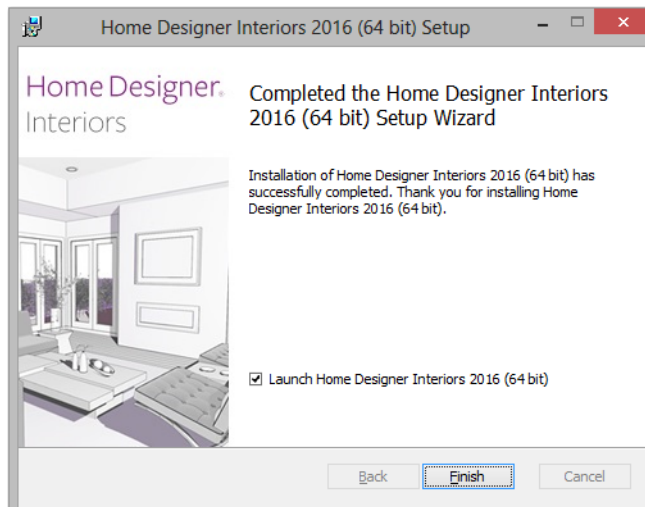 Home Designer Interiors 2016 (64 bit) Setup
Home Designer®
Interiors
Completed the Home Designer Interiors
2016 (64 bit) Setup Wizard
Installation of Home Designer Interiors 2016 (64 bit) has
successfully completed. Thank you for installing Home
Designer Interiors 2016 (64 bit).
Launch Home Designer Interiors 2016 (64 bit)
Back
Finish
Cancel